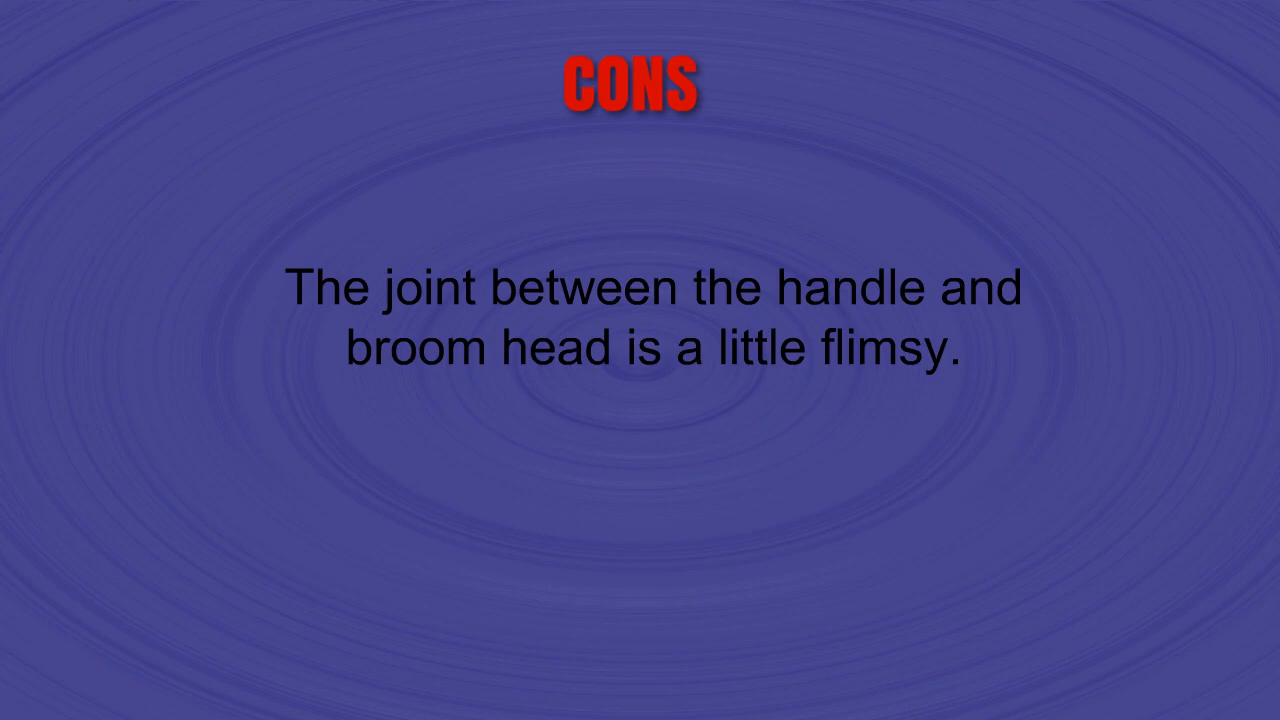 CONS
The joint between the handle and
broom head is a little flimsy.